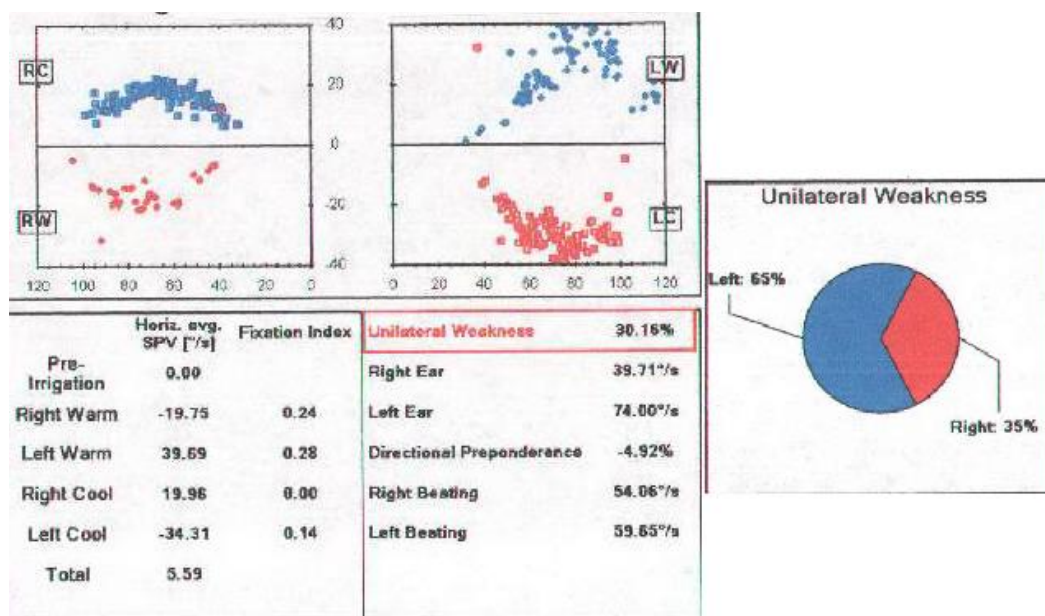 40
RC
20
LW
0
RW
-20
LC
-40
120 100 80 60 40 20 0
0 20 40 60 80 100 120
Horiz. avg. Fixation Index
SPV [°/s]
Pre-
Irrigation 0.00
Right Warm -19.75 0.24
Left Warm 39.69 0.28
Right Cool 19.96 0.00
Left Cool -34.31 0.14
Total 5.59
Unilateral Weakness 30.16%
Right Ear 39.71°/s
Left Ear 74.00°/s
Directional Preponderance -4.92%
Right Beating 54.06°/s
Left Beating 59.65°/s
Unilateral Weakness
Left: 65%
Right: 35%